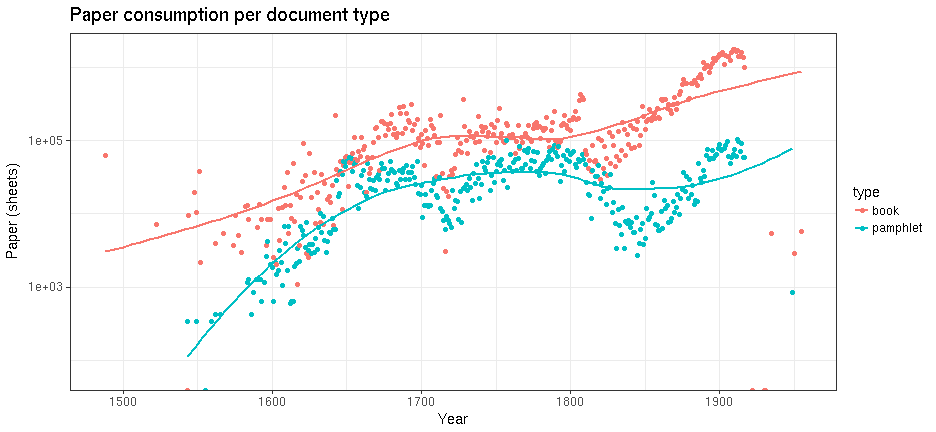 Paper consumption per document type
Paper (sheets)
1e+05
1e+03
1500 1600 1700 1800 1900
Year
type
book
pamphlet